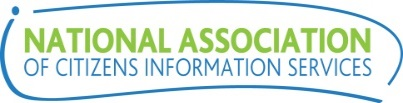 NATIONAL ASSOCIATION
OF CITIZENS INFORMATION SERVICES